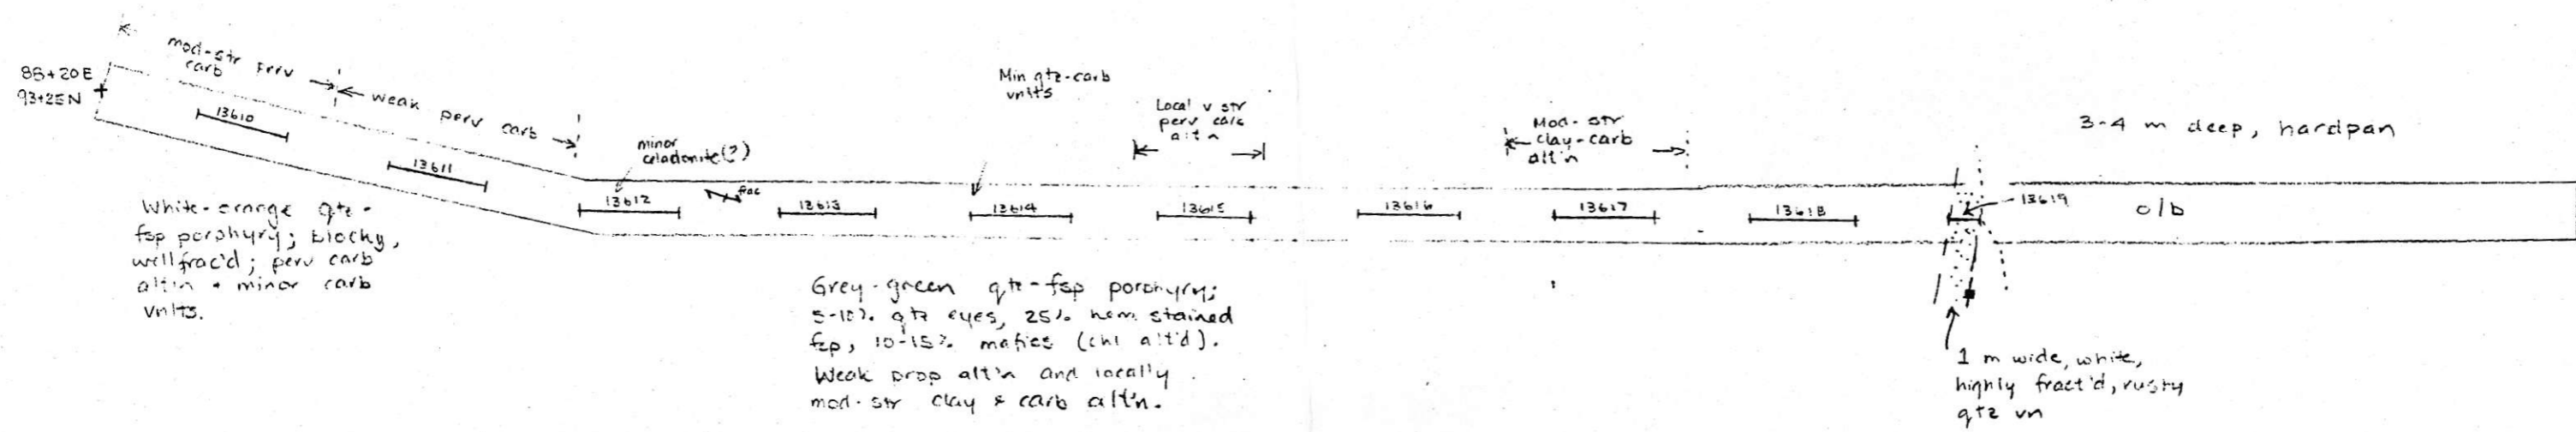 88+20E
93+25N
mod-str perv
carb
weak perv carb
13610
13611
White-orange qtz-
fsp porphyry; blocky,
well frac'd; perv carb
alt'n + minor carb
vnlts.
minor
celadonite(?)
13612
frac
13613
Min qtz-carb
vnlts
13614
Local v str
perv calc
alt'n
13615
13616
Mod-str
clay-carb
alt'n
13617
13618
13619
3-4 m deep, hardpan
o/b
Grey-green qtz-fsp porphyry;
5-10% qtz eyes, 25% hem stained
fsp, 10-15% mafics (chl alt'd).
Weak prop alt'n and locally
mod-str clay & carb alt'n.
1 m wide, white,
highly fract'd, rusty
qtz vn